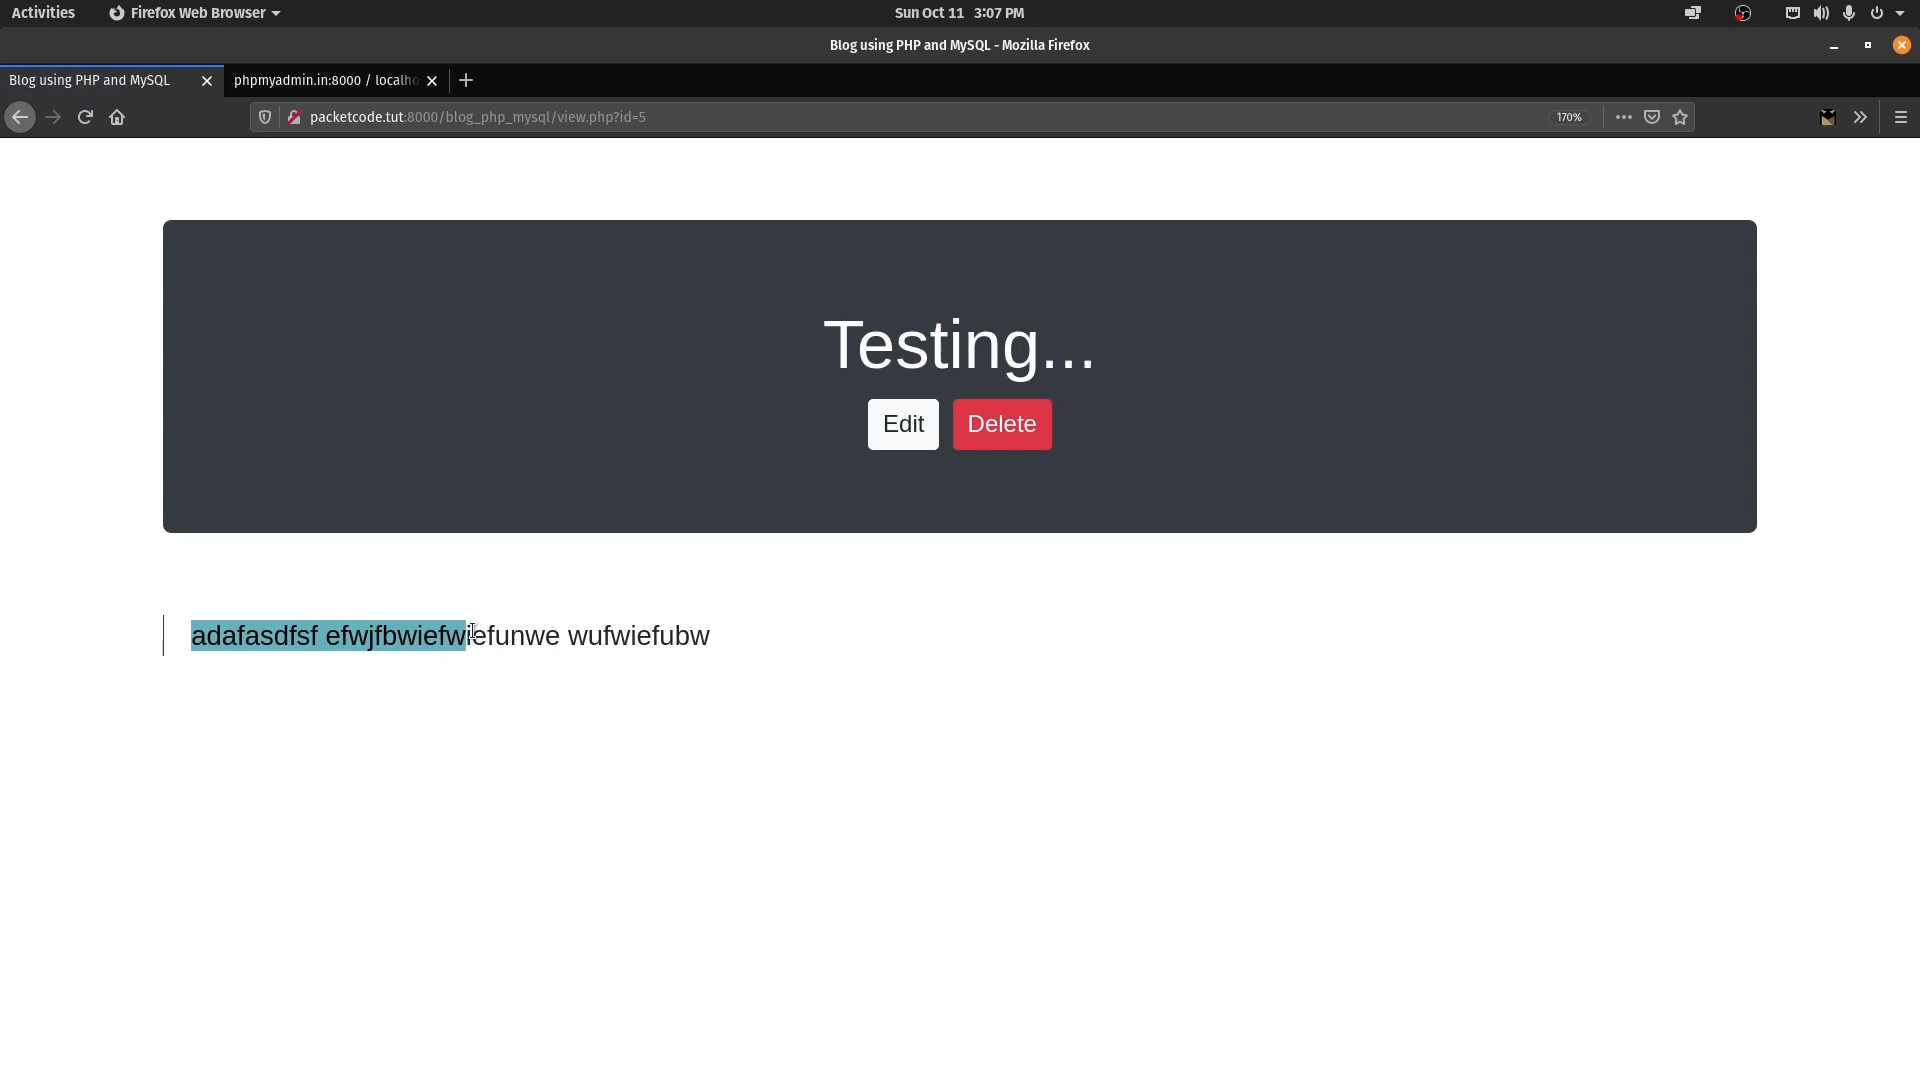 Activities
Firefox Web Browser
Sun Oct 11 3:07 PM
Blog using PHP and MySQL - Mozilla Firefox
Blog using PHP and MySQL
phpmyadmin.in:8000 / localho
packetcode.tut:8000/blog_php_mysql/view.php?id=5
170%
Testing...
Edit Delete
adafasdfsf efwjfbwiefwiefunwe wufwiefubw